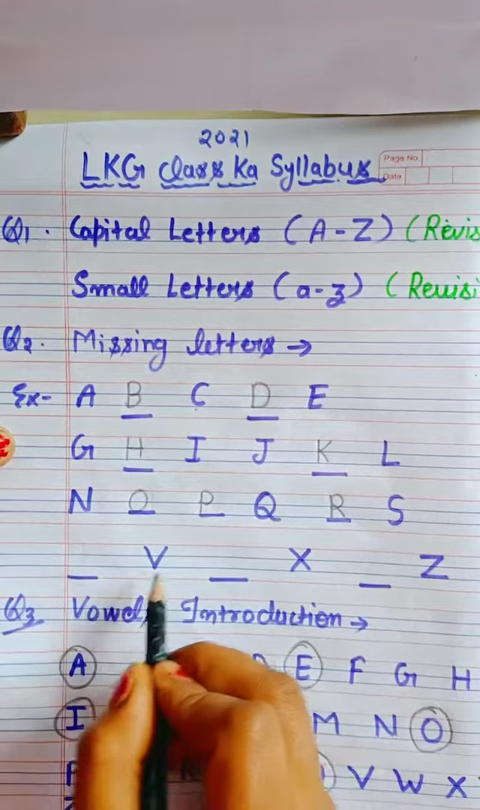 2021
LKG Class Ka Syllabus
Page No.
Date
Q1. Capital Letters (A-Z) (Revis
Small Letters (a-z) (Revisi
Q2. Missing letters →
Ex- A B C D E
G H I J K L
N O P Q R S
_ V _ X _ Z
Q3 Vowel Introduction →
A D E F G H
I M N O
V W X